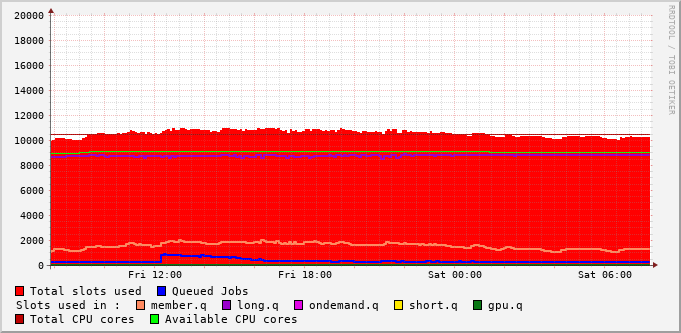 20000
18000
16000
14000
12000
10000
8000
6000
4000
2000
0
Fri 12:00 Fri 18:00 Sat 00:00 Sat 06:00
Total slots used Queued Jobs
Slots used in : member.q long.q ondemand.q short.q gpu.q
Total CPU cores Available CPU cores
RRDTOOL / TOBI OETIKER